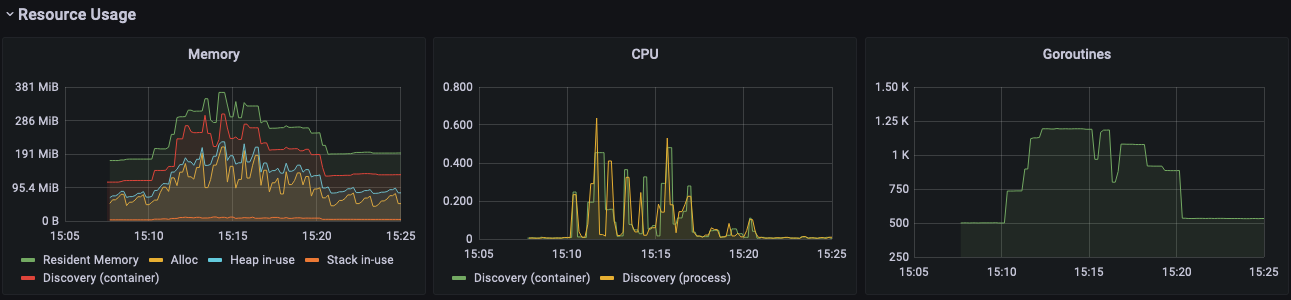 Resource Usage
Memory
381 MiB
286 MiB
191 MiB
95.4 MiB
0 B
15:05 15:10 15:15 15:20 15:25
Resident Memory Alloc Heap in-use Stack in-use
Discovery (container)
CPU
0.800
0.600
0.400
0.200
0
15:05 15:10 15:15 15:20 15:25
Discovery (container) Discovery (process)
Goroutines
1.50 K
1.25 K
1 K
750
500
250
15:05 15:10 15:15 15:20 15:25